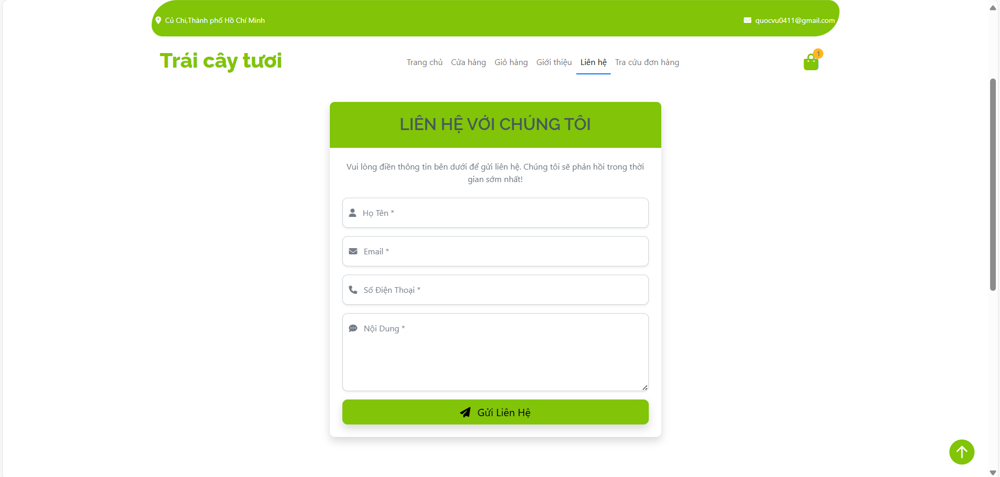 Củ Chi,Thành phố Hồ Chí Minh
quocvu0411@gmail.com
Trái cây tươi
Trang chủ
Cửa hàng
Giỏ hàng
Giới thiệu
Liên hệ
Tra cứu đơn hàng
1
LIÊN HỆ VỚI CHÚNG TÔI
Vui lòng điền thông tin bên dưới để gửi liên hệ. Chúng tôi sẽ phản hồi trong thời
gian sớm nhất!
Họ Tên *
Email *
Số Điện Thoại *
Nội Dung *
Gửi Liên Hệ